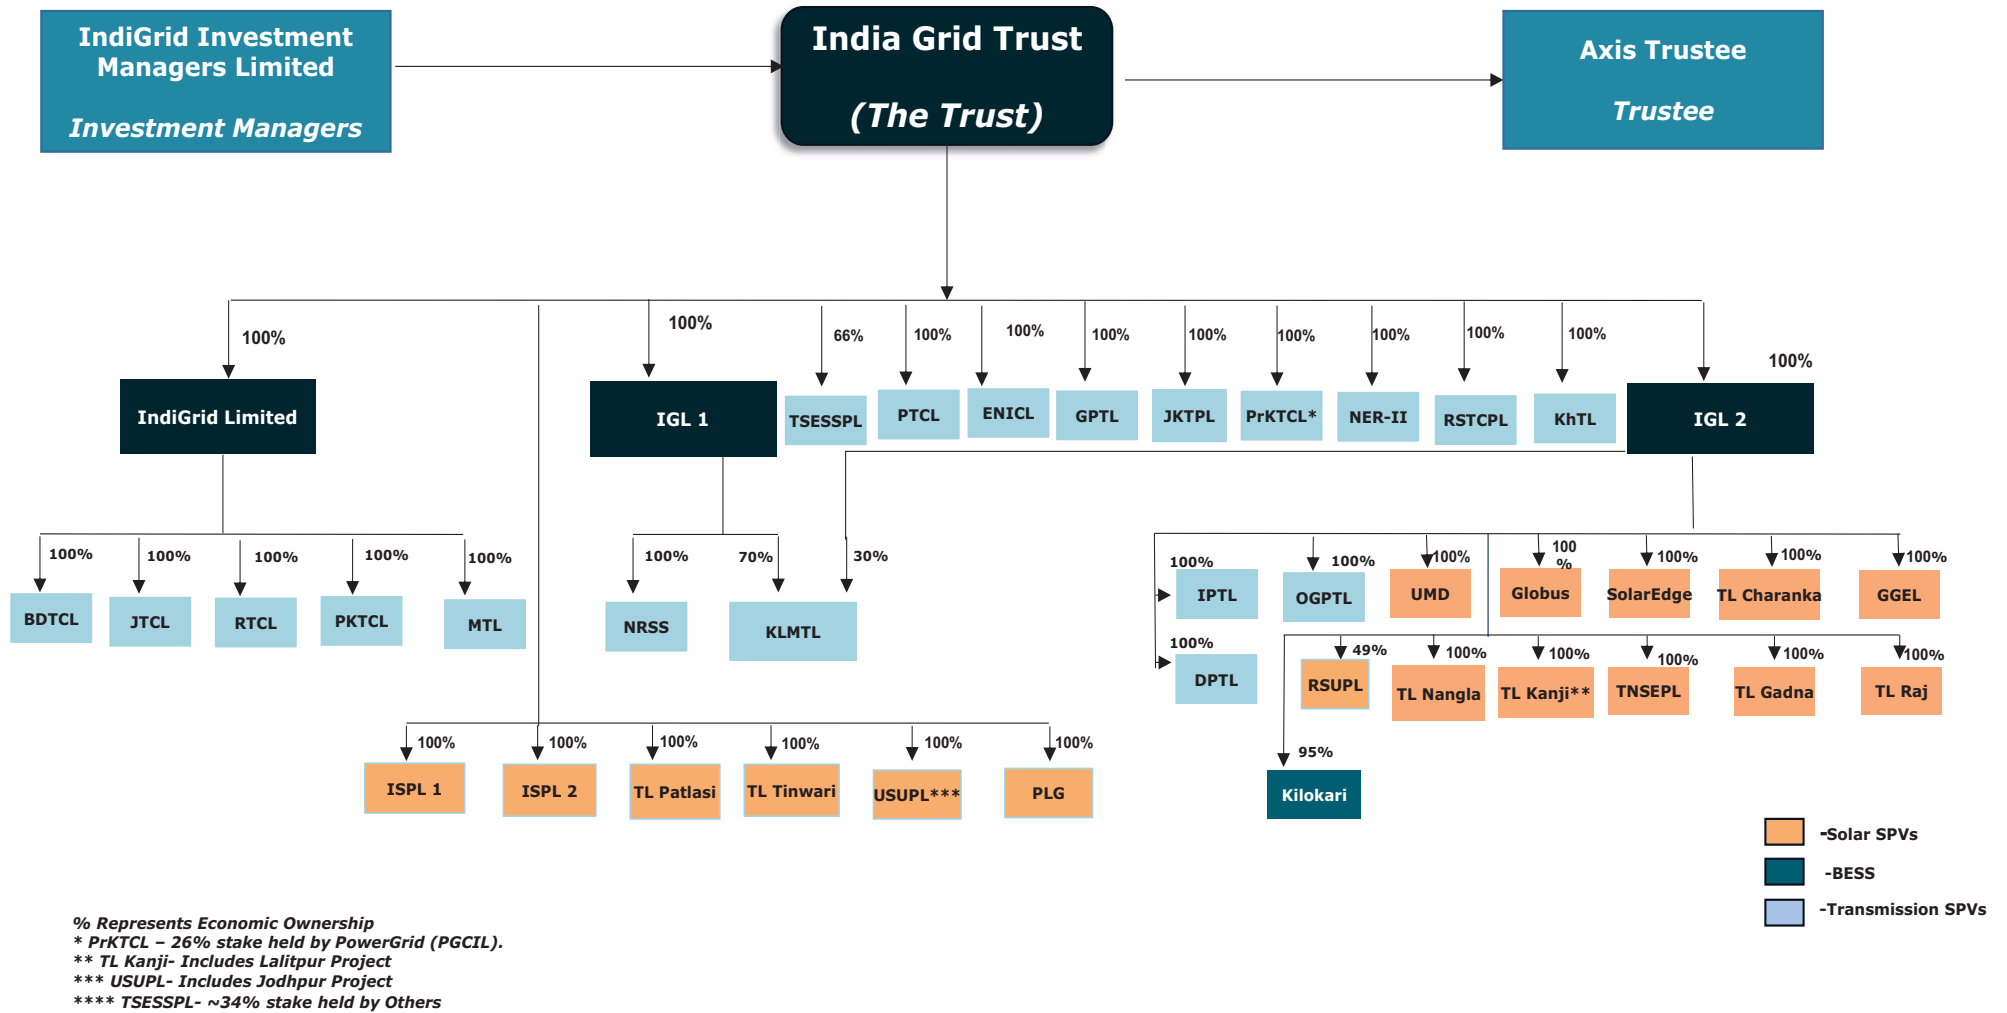 IndiGrid Investment
Managers Limited
Investment Managers
India Grid Trust
(The Trust)
Axis Trustee
Trustee
100%
100%
66%
100%
100%
100%
100%
100%
100%
100%
100%
100%
IndiGrid Limited
IGL 1
TSESSPL
PTCL
ENICL
GPTL
JKTPL
PrKTCL*
NER-II
RSTCPL
KhTL
IGL 2
100%
100%
100%
100%
100%
BDTCL
JTCL
RTCL
PKTCL
MTL
100%
70%
30%
NRSS
KLMTL
100%
100%
100%
100
%
100%
100%
100%
IPTL
OGPTL
UMD
Globus
SolarEdge
TL Charanka
GGEL
100%
49%
100%
100%
100%
100%
100%
DPTL
RSUPL
TL Nangla
TL Kanji**
TNSEPL
TL Gadna
TL Raj
95%
Kilokari
100%
100%
100%
100%
100%
100%
ISPL 1
ISPL 2
TL Patlasi
TL Tinwari
USUPL***
PLG
-Solar SPVs
-BESS
-Transmission SPVs
% Represents Economic Ownership
* PrKTCL – 26% stake held by PowerGrid (PGCIL).
** TL Kanji- Includes Lalitpur Project
*** USUPL- Includes Jodhpur Project
**** TSESSPL- ~34% stake held by Others